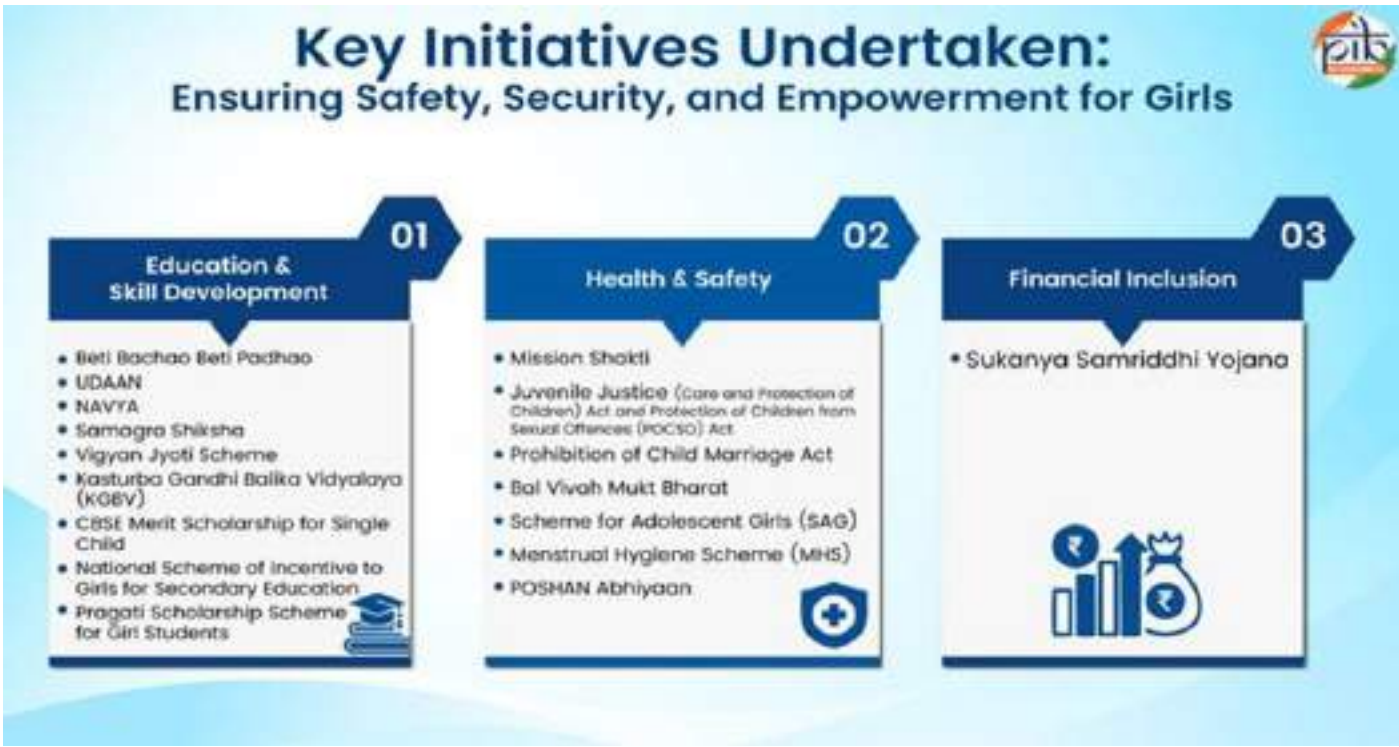 Key Initiatives Undertaken:
Ensuring Safety, Security, and Empowerment for Girls
pib
01
Education &
Skill Development
• Beti Bachao Beti Padhao
• UDAAN
• NAVYA
• Samagra Shiksha
• Vigyan Jyoti Scheme
• Kasturba Gandhi Balika Vidyalaya
(KGBV)
• CBSE Merit Scholarship for Single
Child
• National Scheme of Incentive to
Girls for Secondary Education
• Pragati Scholarship Scheme
for Girl Students
02
Health & Safety
• Mission Shakti
• Juvenile Justice (Care and Protection of
Children) Act and Protection of Children from
Sexual Offences (POCSO) Act
• Prohibition of Child Marriage Act
• Bal Vivah Mukt Bharat
• Scheme for Adolescent Girls (SAG)
• Menstrual Hygiene Scheme (MHS)
• POSHAN Abhiyaan
03
Financial Inclusion
• Sukanya Samriddhi Yojana
₹
₹